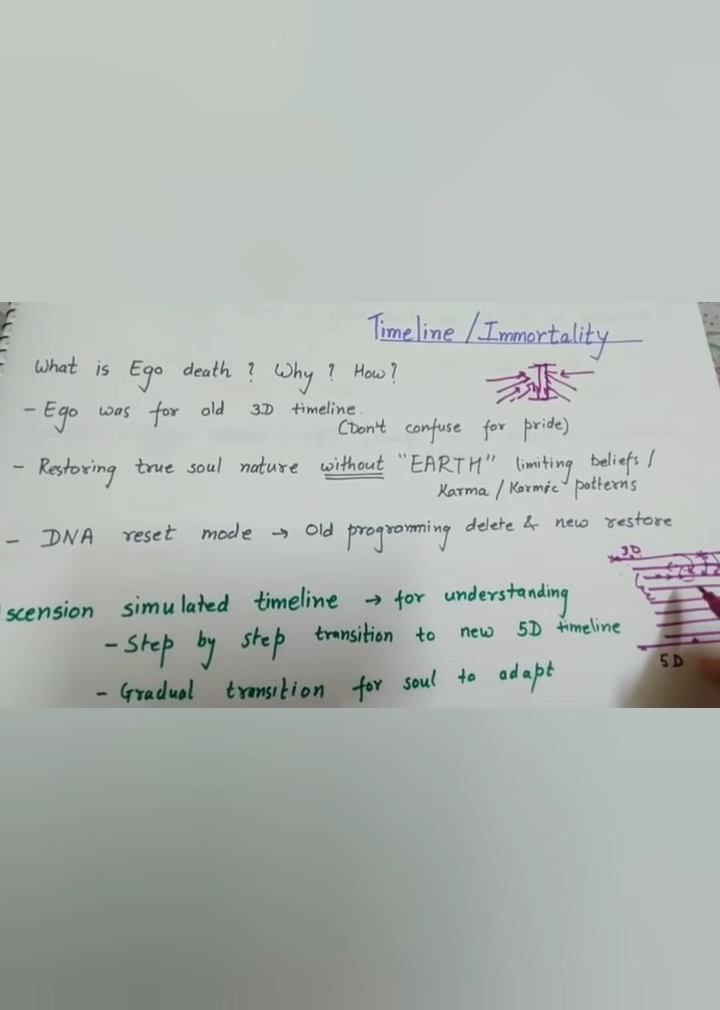 Timeline / Immortality
What is Ego death ? Why ? How ?
- Ego was for old 3D timeline.
(Don't confuse for pride)
- Restoring true soul nature without "EARTH" limiting beliefs /
Karma / Karmic patterns
- DNA reset mode → Old programming delete & new restore
3D
scension simulated timeline → for understanding
- Step by step transition to new 5D timeline
5D
- Gradual transition for soul to adapt